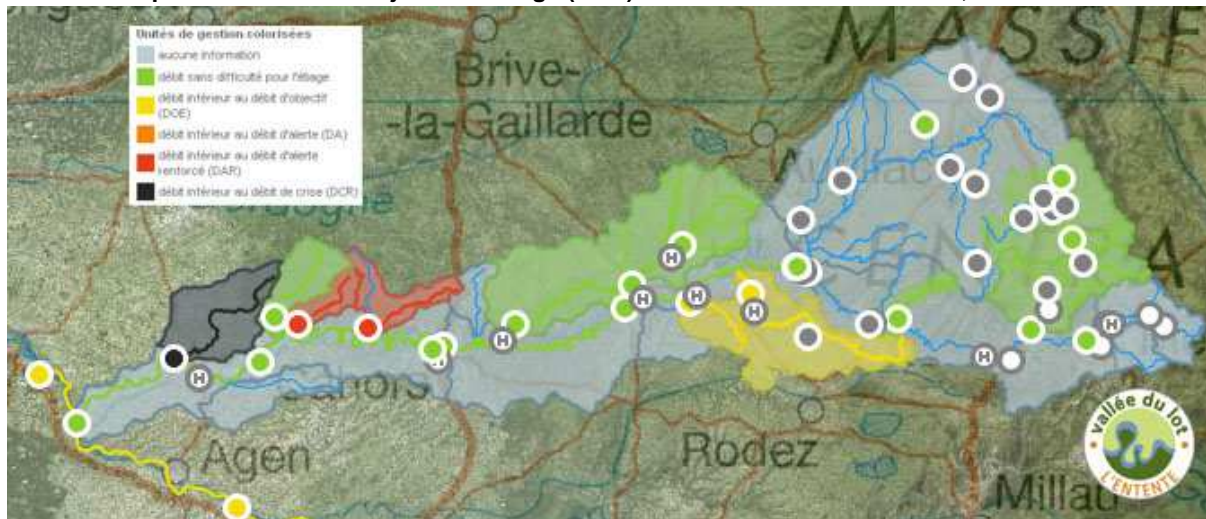 MASSIF
Unités de gestion colorisées
aucune information
débit sans difficulté pour l'étiage
débit inférieur au débit d'objectif
(DOE)
débit inférieur au débit d'alerte (DA)
débit inférieur au débit d'alerte
renforcé (DAR)
débit inférieur au débit de crise (DCR)
Brive-
-la-Gaillarde
H
H
H
H
H
H
H
H
Agen
Rodez
Millau
vallée du lot
L'ENTENTE